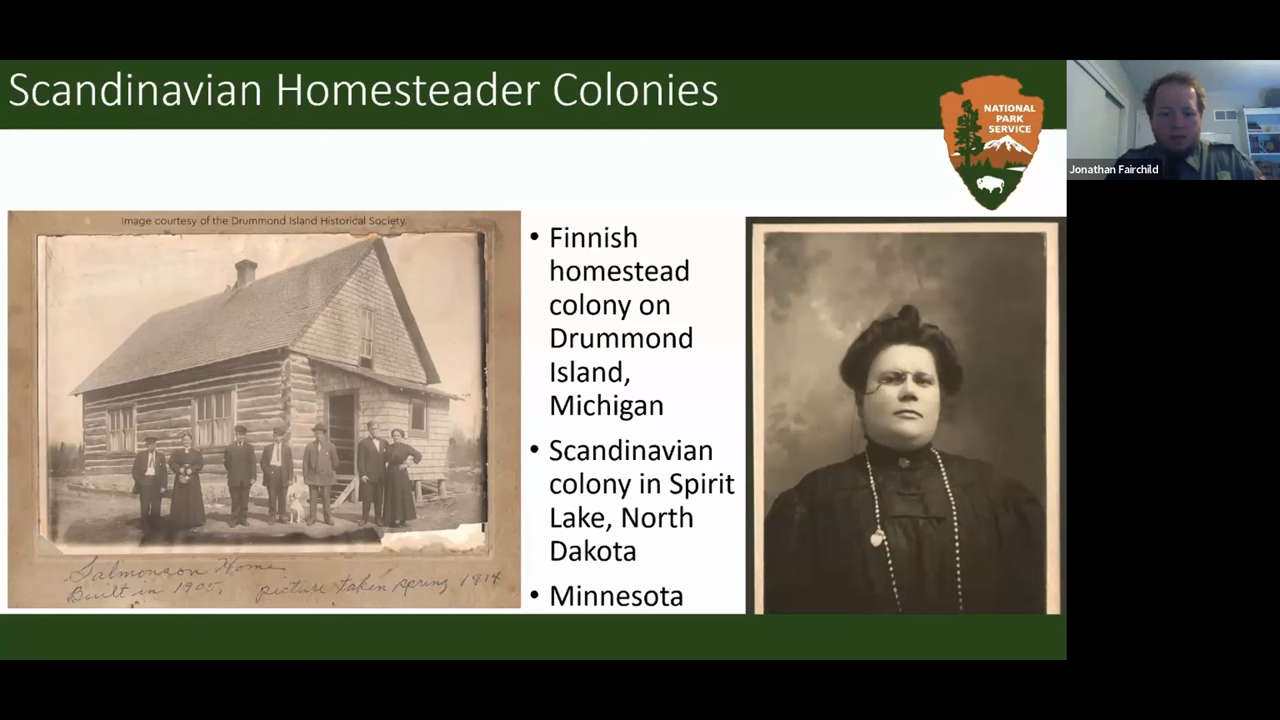 Scandinavian Homesteader Colonies
NATIONAL
PARK
SERVICE
Jonathan Fairchild
Image courtesy of the Drummond Island Historical Society.
Salmonson Home
Built in 1905, picture taken spring 1914
• Finnish
homestead
colony on
Drummond
Island,
Michigan
• Scandinavian
colony in Spirit
Lake, North
Dakota
• Minnesota